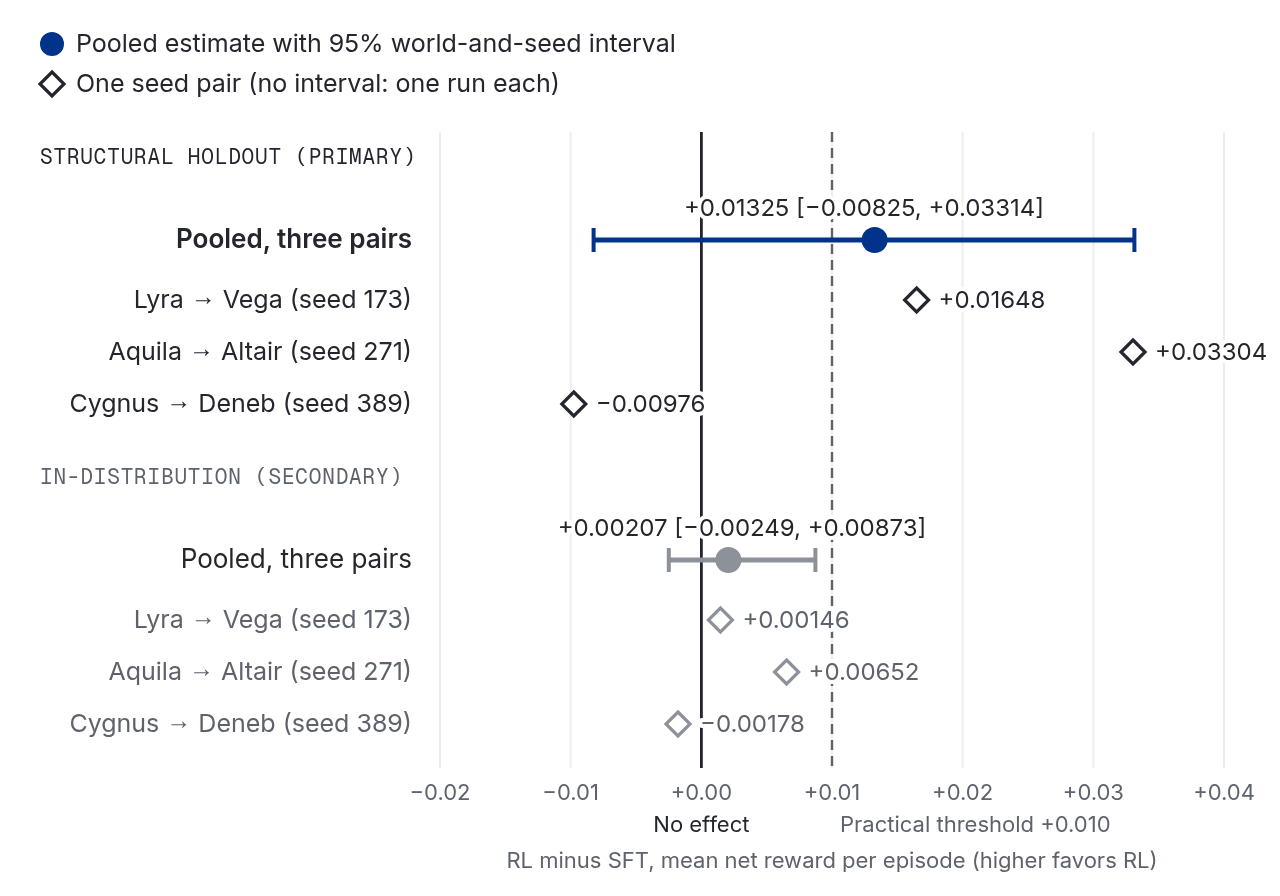 Pooled estimate with 95% world-and-seed interval
One seed pair (no interval: one run each)
STRUCTURAL HOLDOUT (PRIMARY)
+0.01325 [−0.00825, +0.03314]
Pooled, three pairs
Lyra → Vega (seed 173) +0.01648
Aquila → Altair (seed 271) +0.03304
Cygnus → Deneb (seed 389) −0.00976
IN-DISTRIBUTION (SECONDARY)
+0.00207 [−0.00249, +0.00873]
Pooled, three pairs
Lyra → Vega (seed 173) +0.00146
Aquila → Altair (seed 271) +0.00652
Cygnus → Deneb (seed 389) −0.00178
−0.02 −0.01 +0.00 +0.01 +0.02 +0.03 +0.04
No effect Practical threshold +0.010
RL minus SFT, mean net reward per episode (higher favors RL)